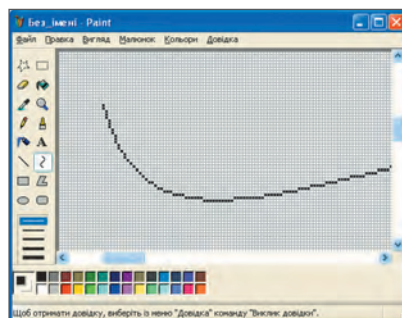 Без_імені - Paint
Файл Правка Вигляд Малюнок Кольори Довідка
A
Щоб отримати довідку, виберіть із меню "Довідка" команду "Виклик довідки".